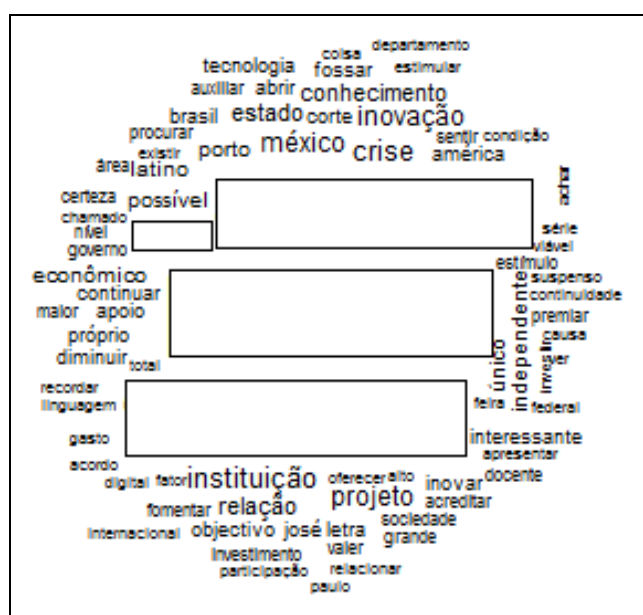 departamento
coisa
tecnologia fossar estimular
auxiliar abrir conhecimento
brasil estado corte inovação
procurar sentir condição
existir porto méxico crise américa
área latino
achar
certeza possível
chamado
nível série
governo viável
estímulo
econômico suspenso
continuar continuidade
maior apoio premiar
independente
próprio causa
diminuir ver
total único investir
recordar
linguagem feira federal
gasto interessante
apresentar
acordo
digital fator instituição oferecer alto inovar docente
fomentar relação projeto acreditar
sociedade
internacional objectivo josé letra grande
investimento valer
participação relacionar
paulo